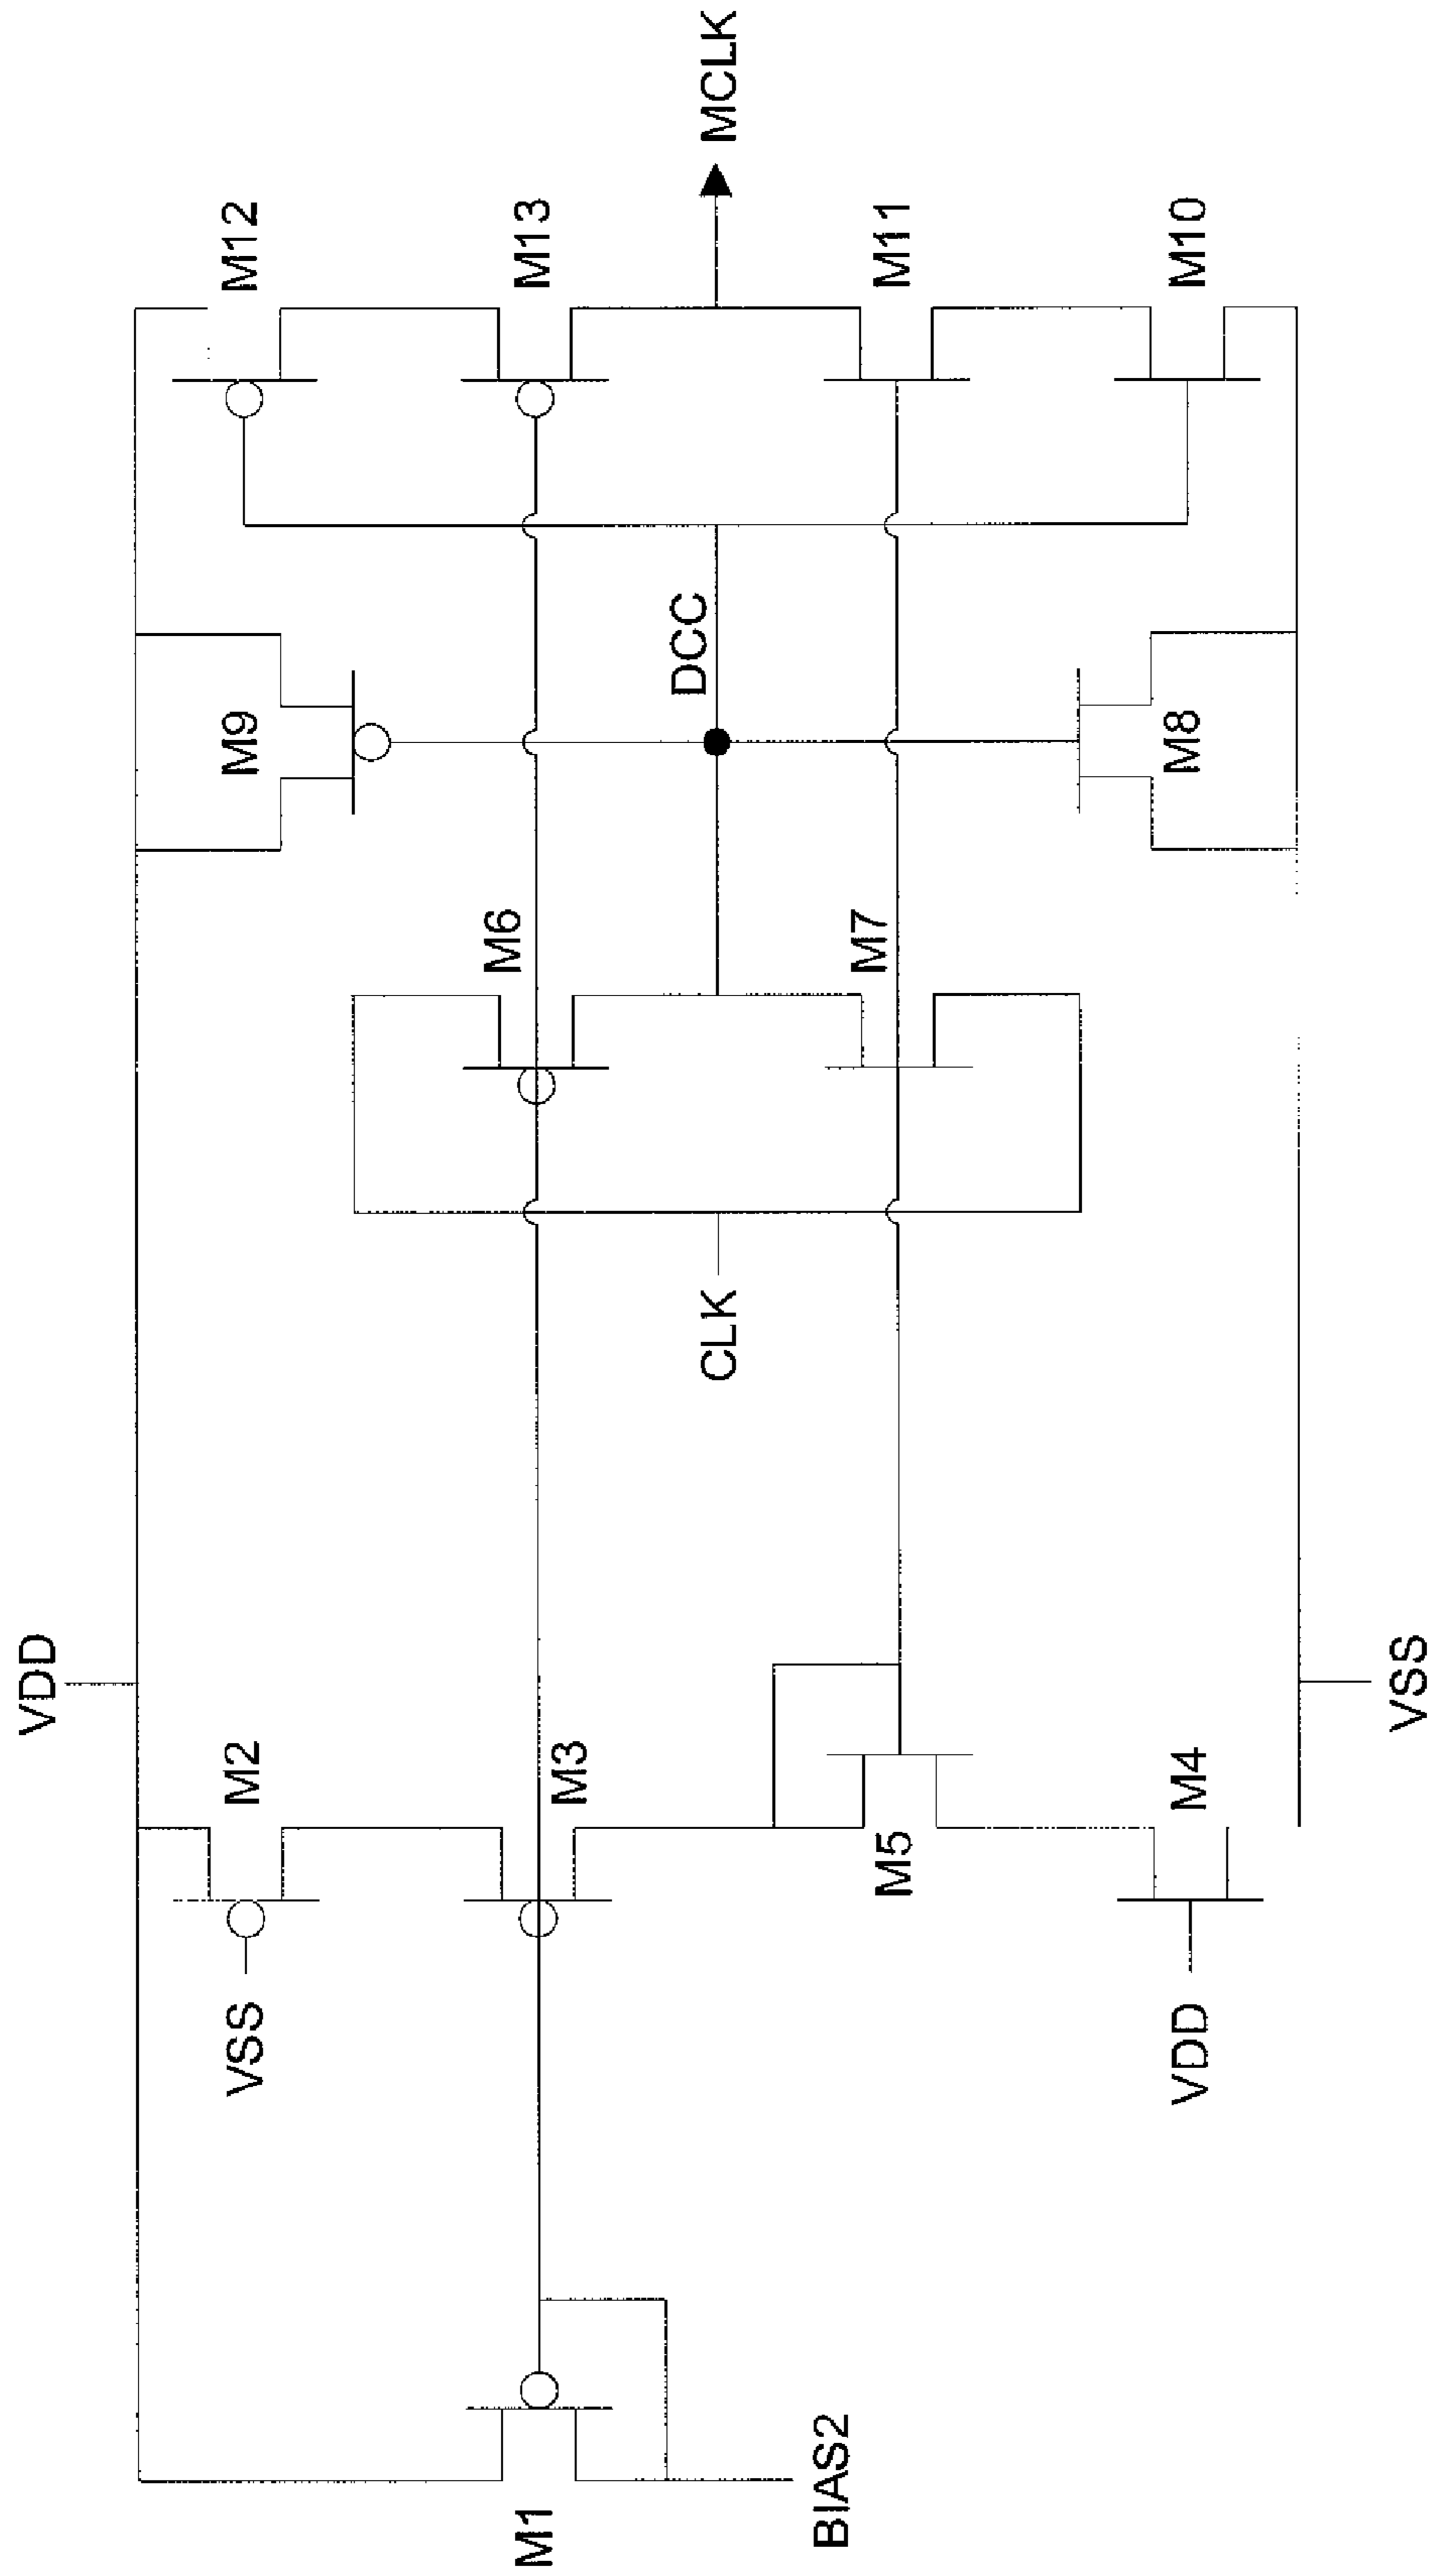 VDD
M2
VSS
M3
M1
BIAS2
M5
M4
VDD
VSS
CLK
M6
M7
M9
DCC
M8
M12
M13
MCLK
M11
M10